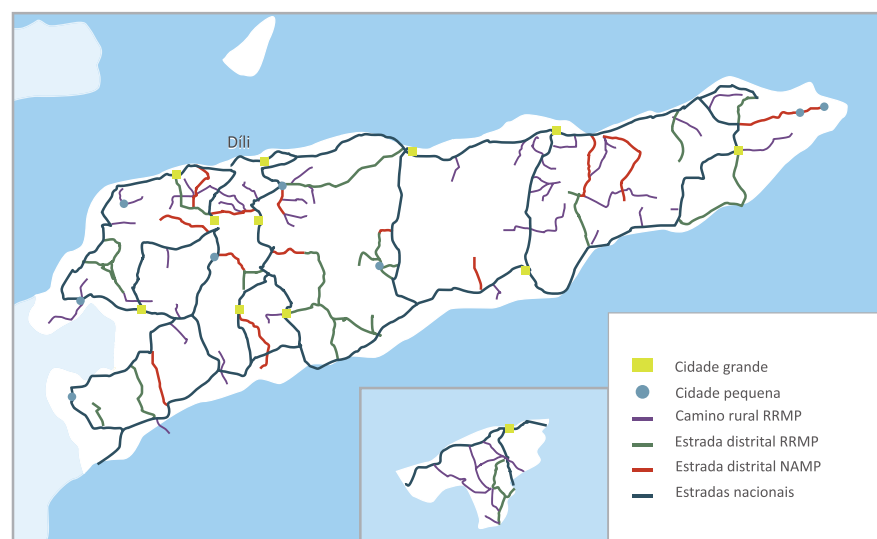 Díli
Cidade grande
Cidade pequena
Camino rural RRMP
Estrada distrital RRMP
Estrada distrital NAMP
Estradas nacionais